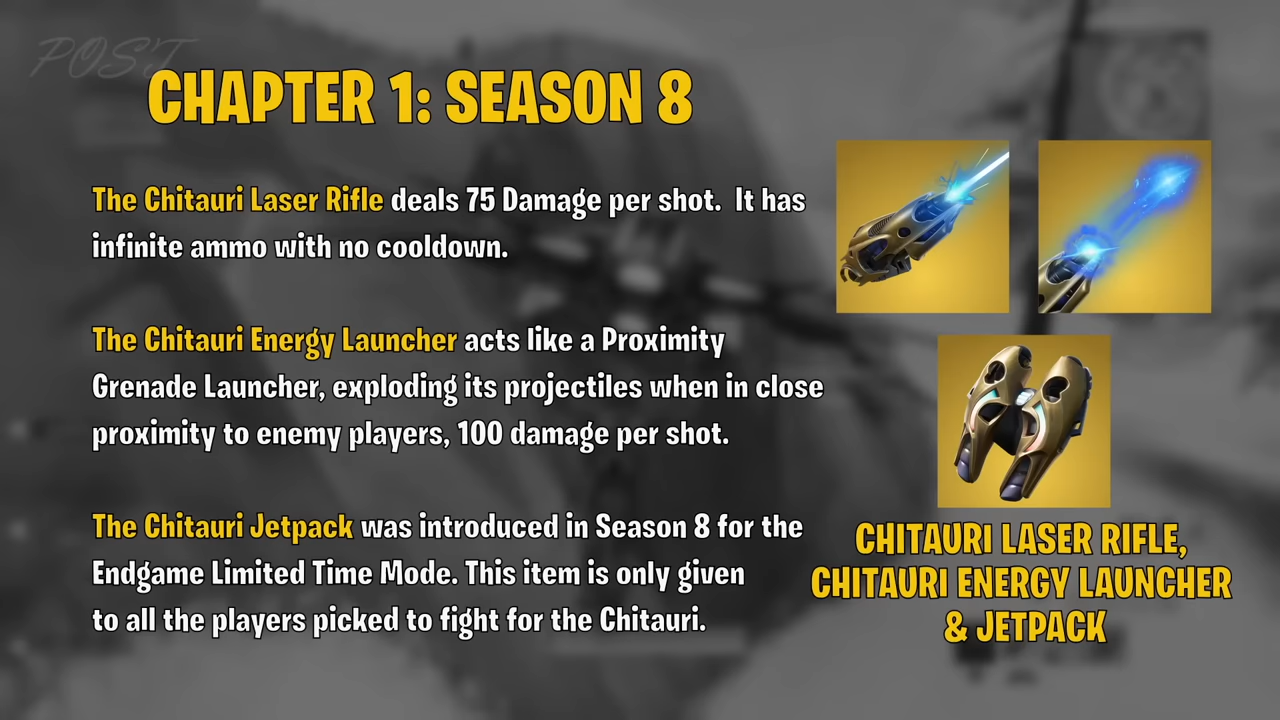 POST
CHAPTER 1: SEASON 8
The Chitauri Laser Rifle deals 75 Damage per shot.  It has
infinite ammo with no cooldown.
The Chitauri Energy Launcher acts like a Proximity
Grenade Launcher, exploding its projectiles when in close
proximity to enemy players, 100 damage per shot.
The Chitauri Jetpack was introduced in Season 8 for the
Endgame Limited Time Mode. This item is only given
to all the players picked to fight for the Chitauri.
CHITAURI LASER RIFLE,
CHITAURI ENERGY LAUNCHER
& JETPACK